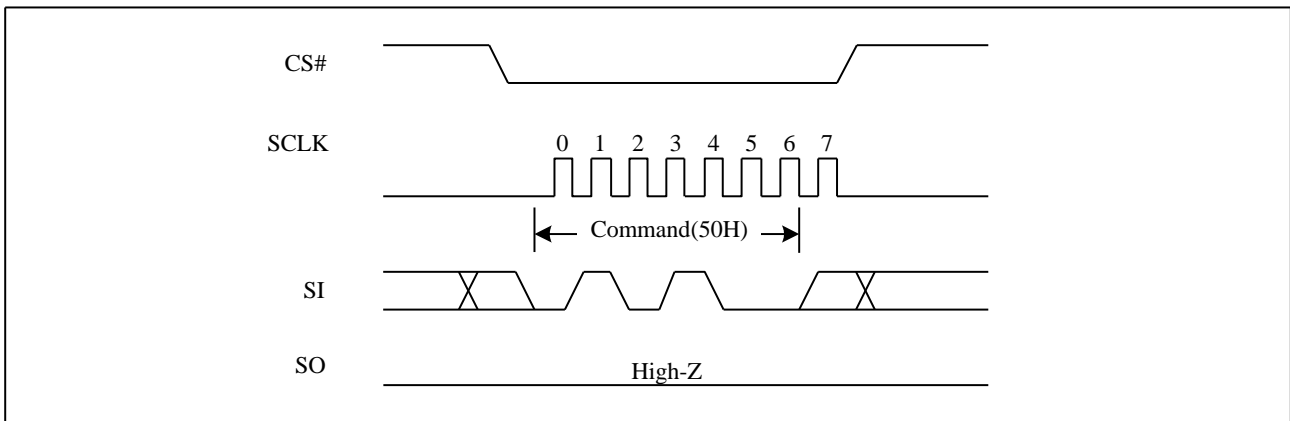 CS#
SCLK
0 1 2 3 4 5 6 7
Command(50H)
SI
SO
High-Z